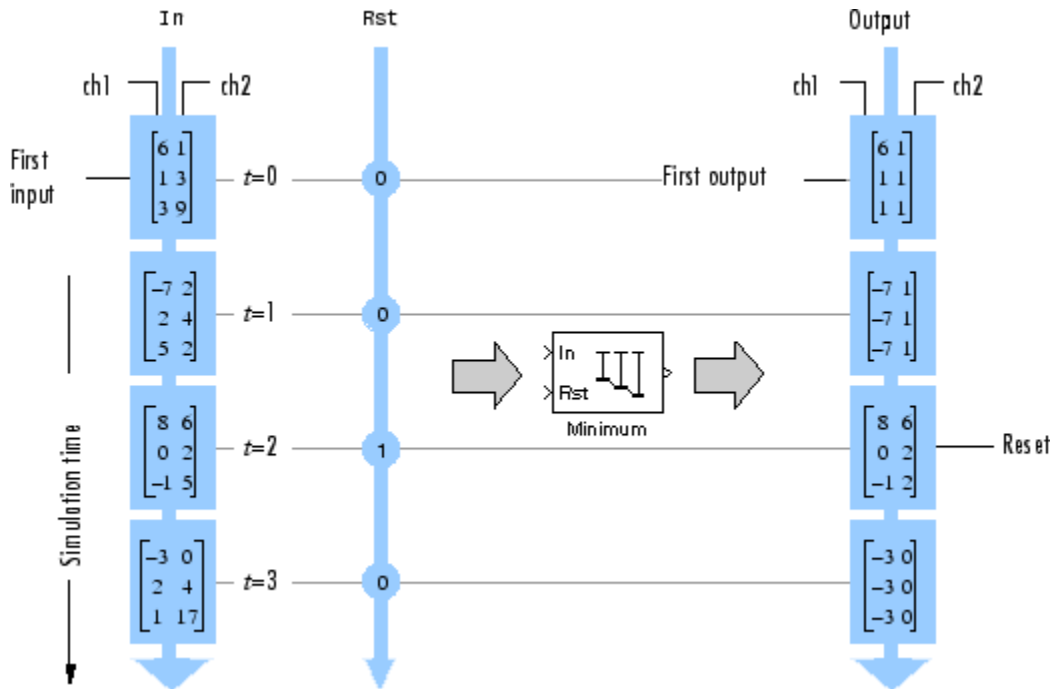 In Rst Output
ch1 ch2 ch1 ch2
First input
6 1
1 3
3 9
t=0
0
First output
6 1
1 1
1 1
-7 2
2 4
5 2
t=1
0
-7 1
-7 1
-7 1
In
Rst
Minimum
8 6
0 2
-1 5
t=2
1
8 6
0 2
-1 2
Reset
Simulation time
-3 0
2 4
1 17
t=3
0
-3 0
-3 0
-3 0